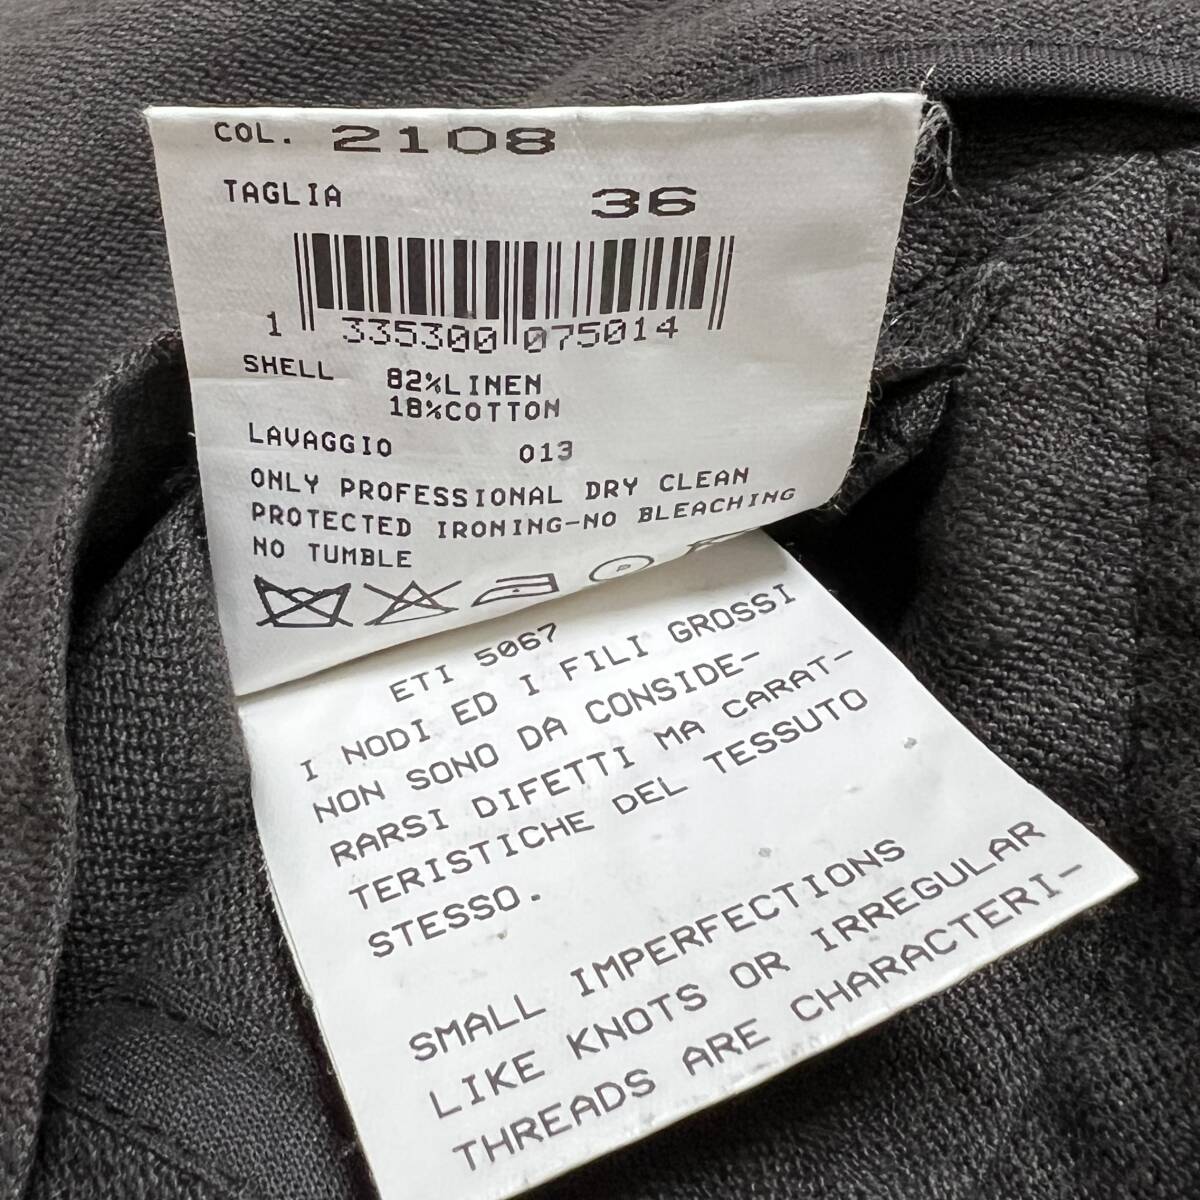 COL. 2108
TAGLIA 36
1 335300 075014
SHELL 82%LINEN
18%COTTON
LAVAGGIO 013
ONLY PROFESSIONAL DRY CLEAN
PROTECTED IRONING-NO BLEACHING
NO TUMBLE
P
ETI 5067
I NODI ED I FILI GROSSI
NON SONO DA CONSIDE-
RARSI DIFETTI MA CARAT-
TERISTICHE DEL TESSUTO
STESSO.
SMALL IMPERFECTIONS
LIKE KNOTS OR IRREGULAR
THREADS ARE CHARACTERI-